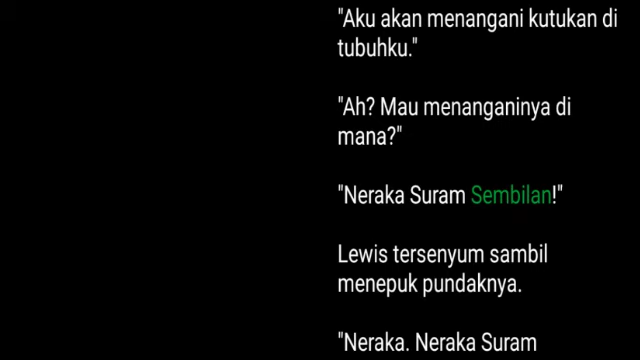 "Aku akan menangani kutukan di
tubuhku."
"Ah? Mau menanganinya di
mana?"
"Neraka Suram Sembilan!"
Lewis tersenyum sambil
menepuk pundaknya.
"Neraka. Neraka Suram